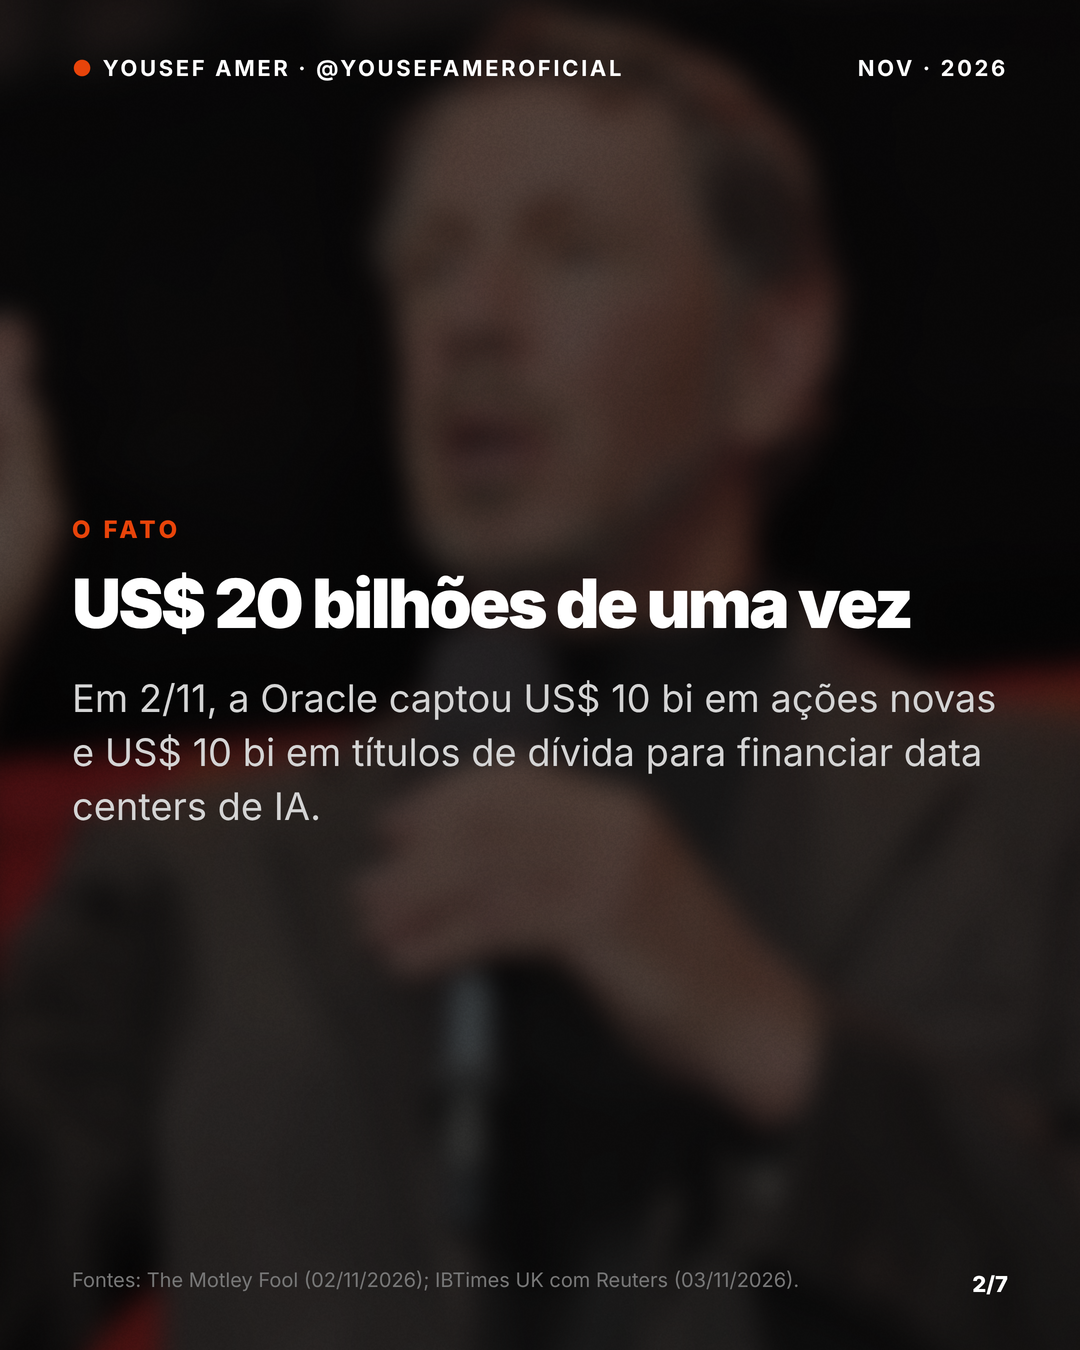 YOUSEF AMER · @YOUSEFAMEROFICIAL
NOV · 2026
O FATO
US$ 20 bilhões de uma vez
Em 2/11, a Oracle captou US$ 10 bi em ações novas
e US$ 10 bi em títulos de dívida para financiar data
centers de IA.
Fontes: The Motley Fool (02/11/2026); IBTimes UK com Reuters (03/11/2026).
2/7